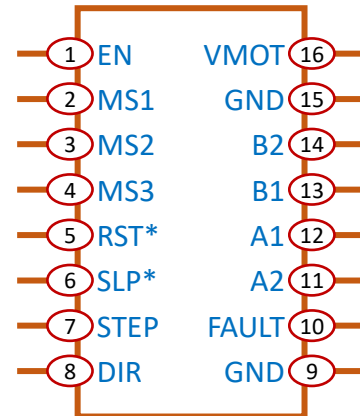 1 EN VMOT 16
2 MS1 GND 15
3 MS2 B2 14
4 MS3 B1 13
5 RST* A1 12
6 SLP* A2 11
7 STEP FAULT 10
8 DIR GND 9